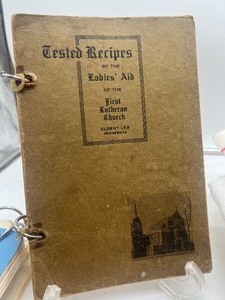 Tested Recipes
BY THE
Ladies' Aid
OF THE
First
Lutheran
Church
ALBERT LEA
MINNESOTA